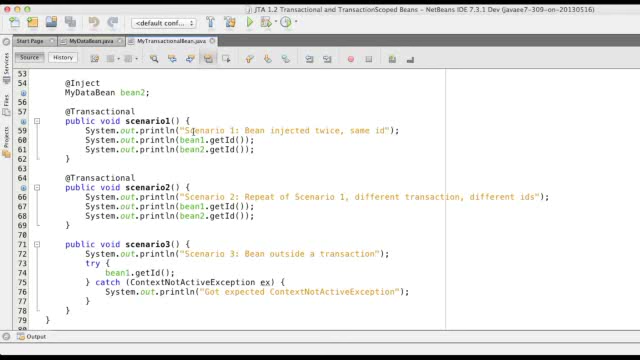 JTA 1.2 Transactional and TransactionScoped Beans – NetBeans IDE 7.3.1 Dev (javaee7-309-on-20130516)
<default conf...
Start Page
MyDataBean.java
MyTransactionalBean.java
Source
History
Services
Files
Projects
53
54 @Inject
MyDataBean bean2;
56
57 @Transactional
public void scenario1() {
59 System.out.println("Scenario 1: Bean injected twice, same id");
60 System.out.println(bean1.getId());
61 System.out.println(bean2.getId());
62 }
63
64 @Transactional
public void scenario2() {
66 System.out.println("Scenario 2: Repeat of Scenario 1, different transaction, different ids");
67 System.out.println(bean1.getId());
68 System.out.println(bean2.getId());
69 }
70
71 public void scenario3() {
72 System.out.println("Scenario 3: Bean outside a transaction");
73 try {
74 bean1.getId();
75 } catch (ContextNotActiveException ex) {
76 System.out.println("Got expected ContextNotActiveException");
77 }
78 }
79 }
Output